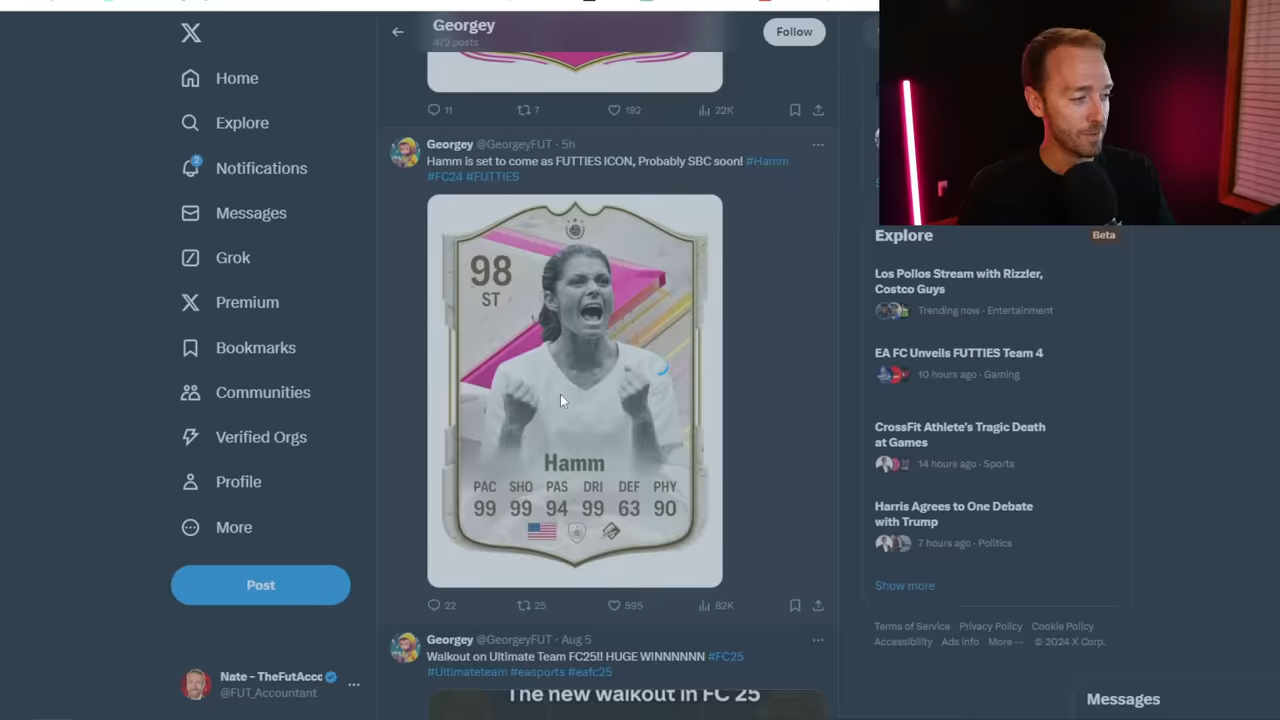 Georgey
472 posts
Follow
Home
Explore
2
Notifications
Messages
Grok
Premium
Bookmarks
Communities
Verified Orgs
Profile
More
Post
Nate - TheFutAcco
@FUT_Accountant
11
7
192
22K
Georgey @GeorgeyFUT · 5h
Hamm is set to come as FUTTIES ICON, Probably SBC soon! #Hamm
#FC24 #FUTTIES
98
ST
Hamm
PAC SHO PAS DRI DEF PHY
99 99 94 99 63 90
22
25
595
82K
Georgey @GeorgeyFUT · Aug 5
Walkout on Ultimate Team FC25!! HUGE WINNNNNN #FC25
#Ultimateteam #easports #eafc25
The new walkout in FC 25
Explore
Beta
Los Pollos Stream with Rizzler,
Costco Guys
Trending now · Entertainment
EA FC Unveils FUTTIES Team 4
10 hours ago · Gaming
CrossFit Athlete's Tragic Death
at Games
14 hours ago · Sports
Harris Agrees to One Debate
with Trump
7 hours ago · Politics
Show more
Terms of Service Privacy Policy Cookie Policy
Accessibility Ads info More ··· © 2024 X Corp.
Messages